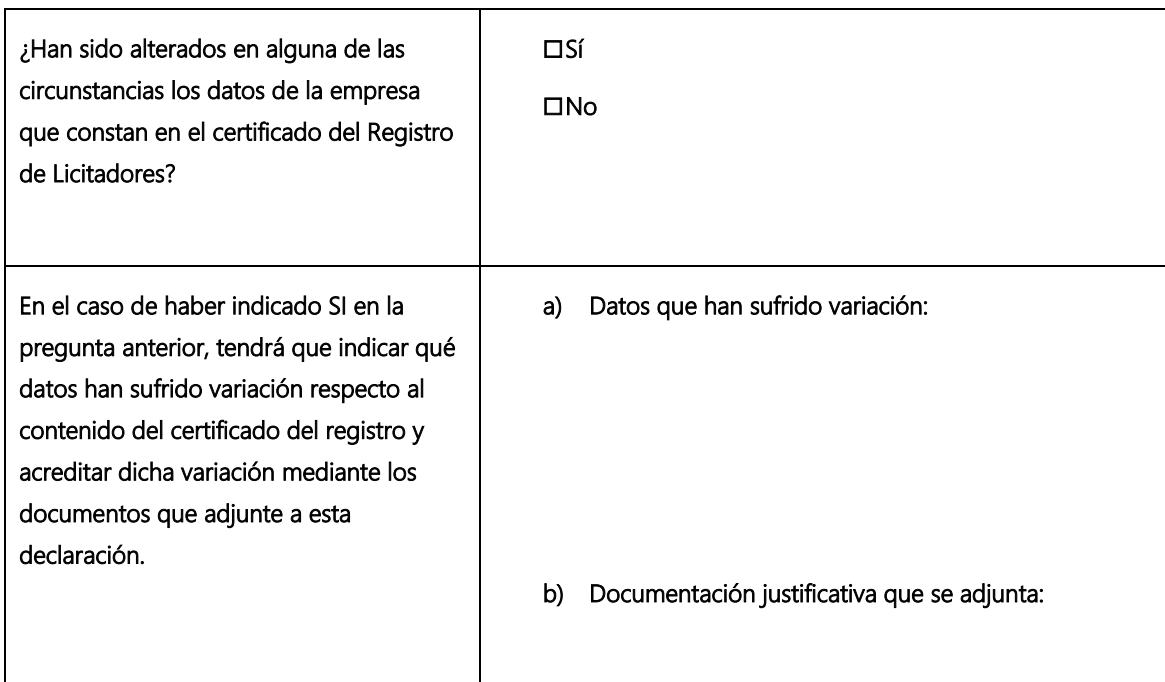 ¿Han sido alterados en alguna de las
circunstancias los datos de la empresa
que constan en el certificado del Registro
de Licitadores?
☐Sí
☐No
En el caso de haber indicado SI en la
pregunta anterior, tendrá que indicar qué
datos han sufrido variación respecto al
contenido del certificado del registro y
acreditar dicha variación mediante los
documentos que adjunte a esta
declaración.
a) Datos que han sufrido variación:
b) Documentación justificativa que se adjunta: